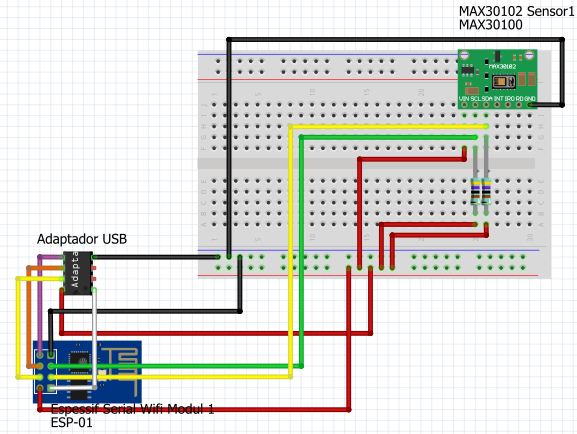 MAX30102 Sensor1
MAX30100
MAX30102
VIN SCL SDA INT IRD RD GND
Adaptador USB
Adapta
Espessif Serial Wifi Modul 1
ESP-01